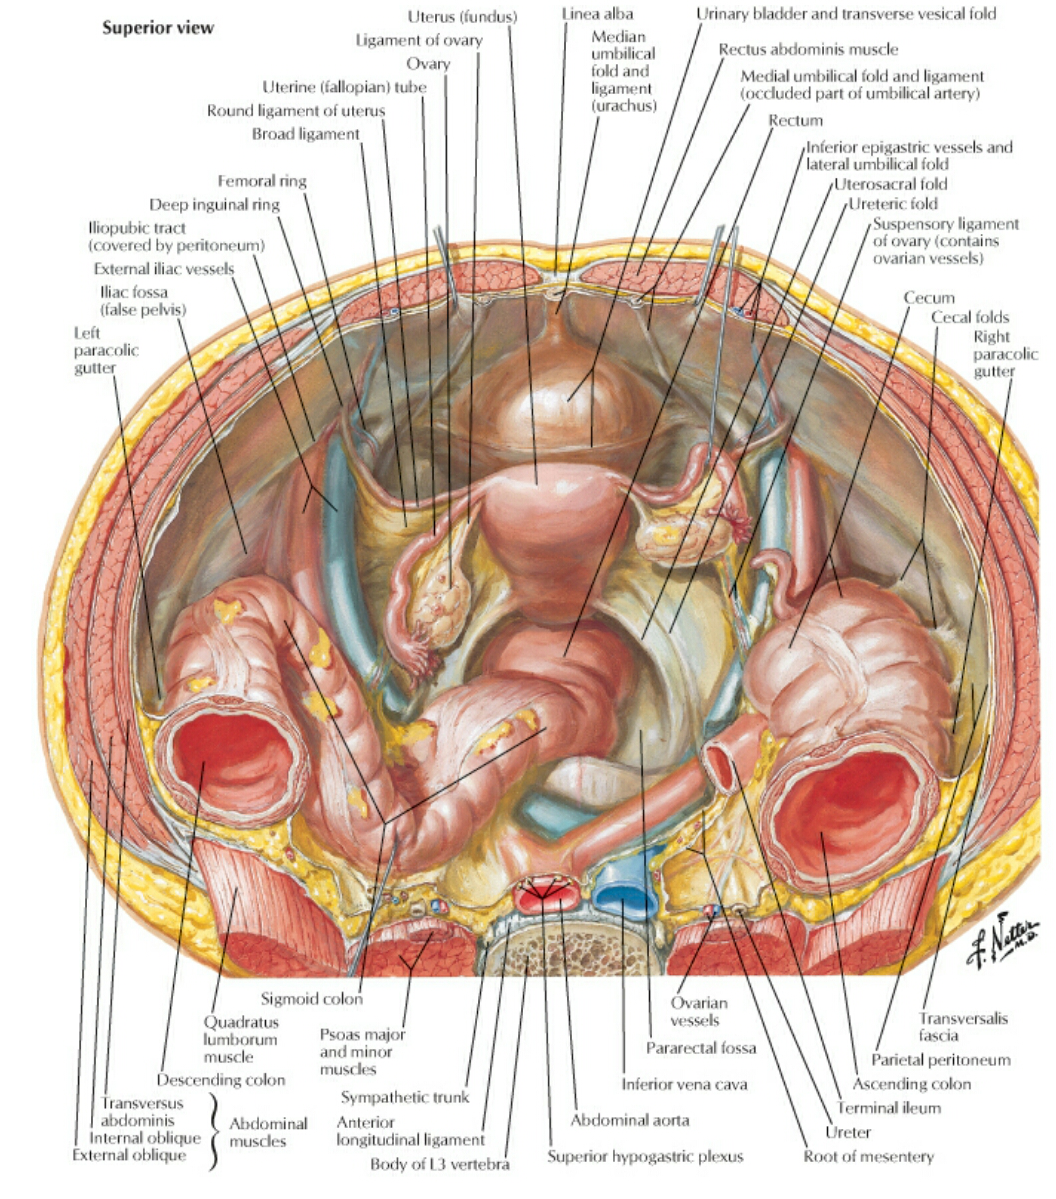 Superior view
Uterus (fundus)
Ligament of ovary
Ovary
Uterine (fallopian) tube
Round ligament of uterus
Broad ligament
Femoral ring
Deep inguinal ring
Iliopubic tract
(covered by peritoneum)
External iliac vessels
Iliac fossa
(false pelvis)
Left
paracolic
gutter
Linea alba
Median
umbilical
fold and
ligament
(urachus)
Urinary bladder and transverse vesical fold
Rectus abdominis muscle
Medial umbilical fold and ligament
(occluded part of umbilical artery)
Rectum
Inferior epigastric vessels and
lateral umbilical fold
Uterosacral fold
Ureteric fold
Suspensory ligament
of ovary (contains
ovarian vessels)
Cecum
Cecal folds
Right
paracolic
gutter
F. Netter
M.D.
Sigmoid colon
Quadratus
lumborum
muscle
Descending colon
Transversus
abdominis
Internal oblique
External oblique
Abdominal
muscles
Psoas major
and minor
muscles
Sympathetic trunk
Anterior
longitudinal ligament
Body of L3 vertebra
Superior hypogastric plexus
Abdominal aorta
Inferior vena cava
Pararectal fossa
Ovarian
vessels
Transversalis
fascia
Parietal peritoneum
Ascending colon
Terminal ileum
Ureter
Root of mesentery